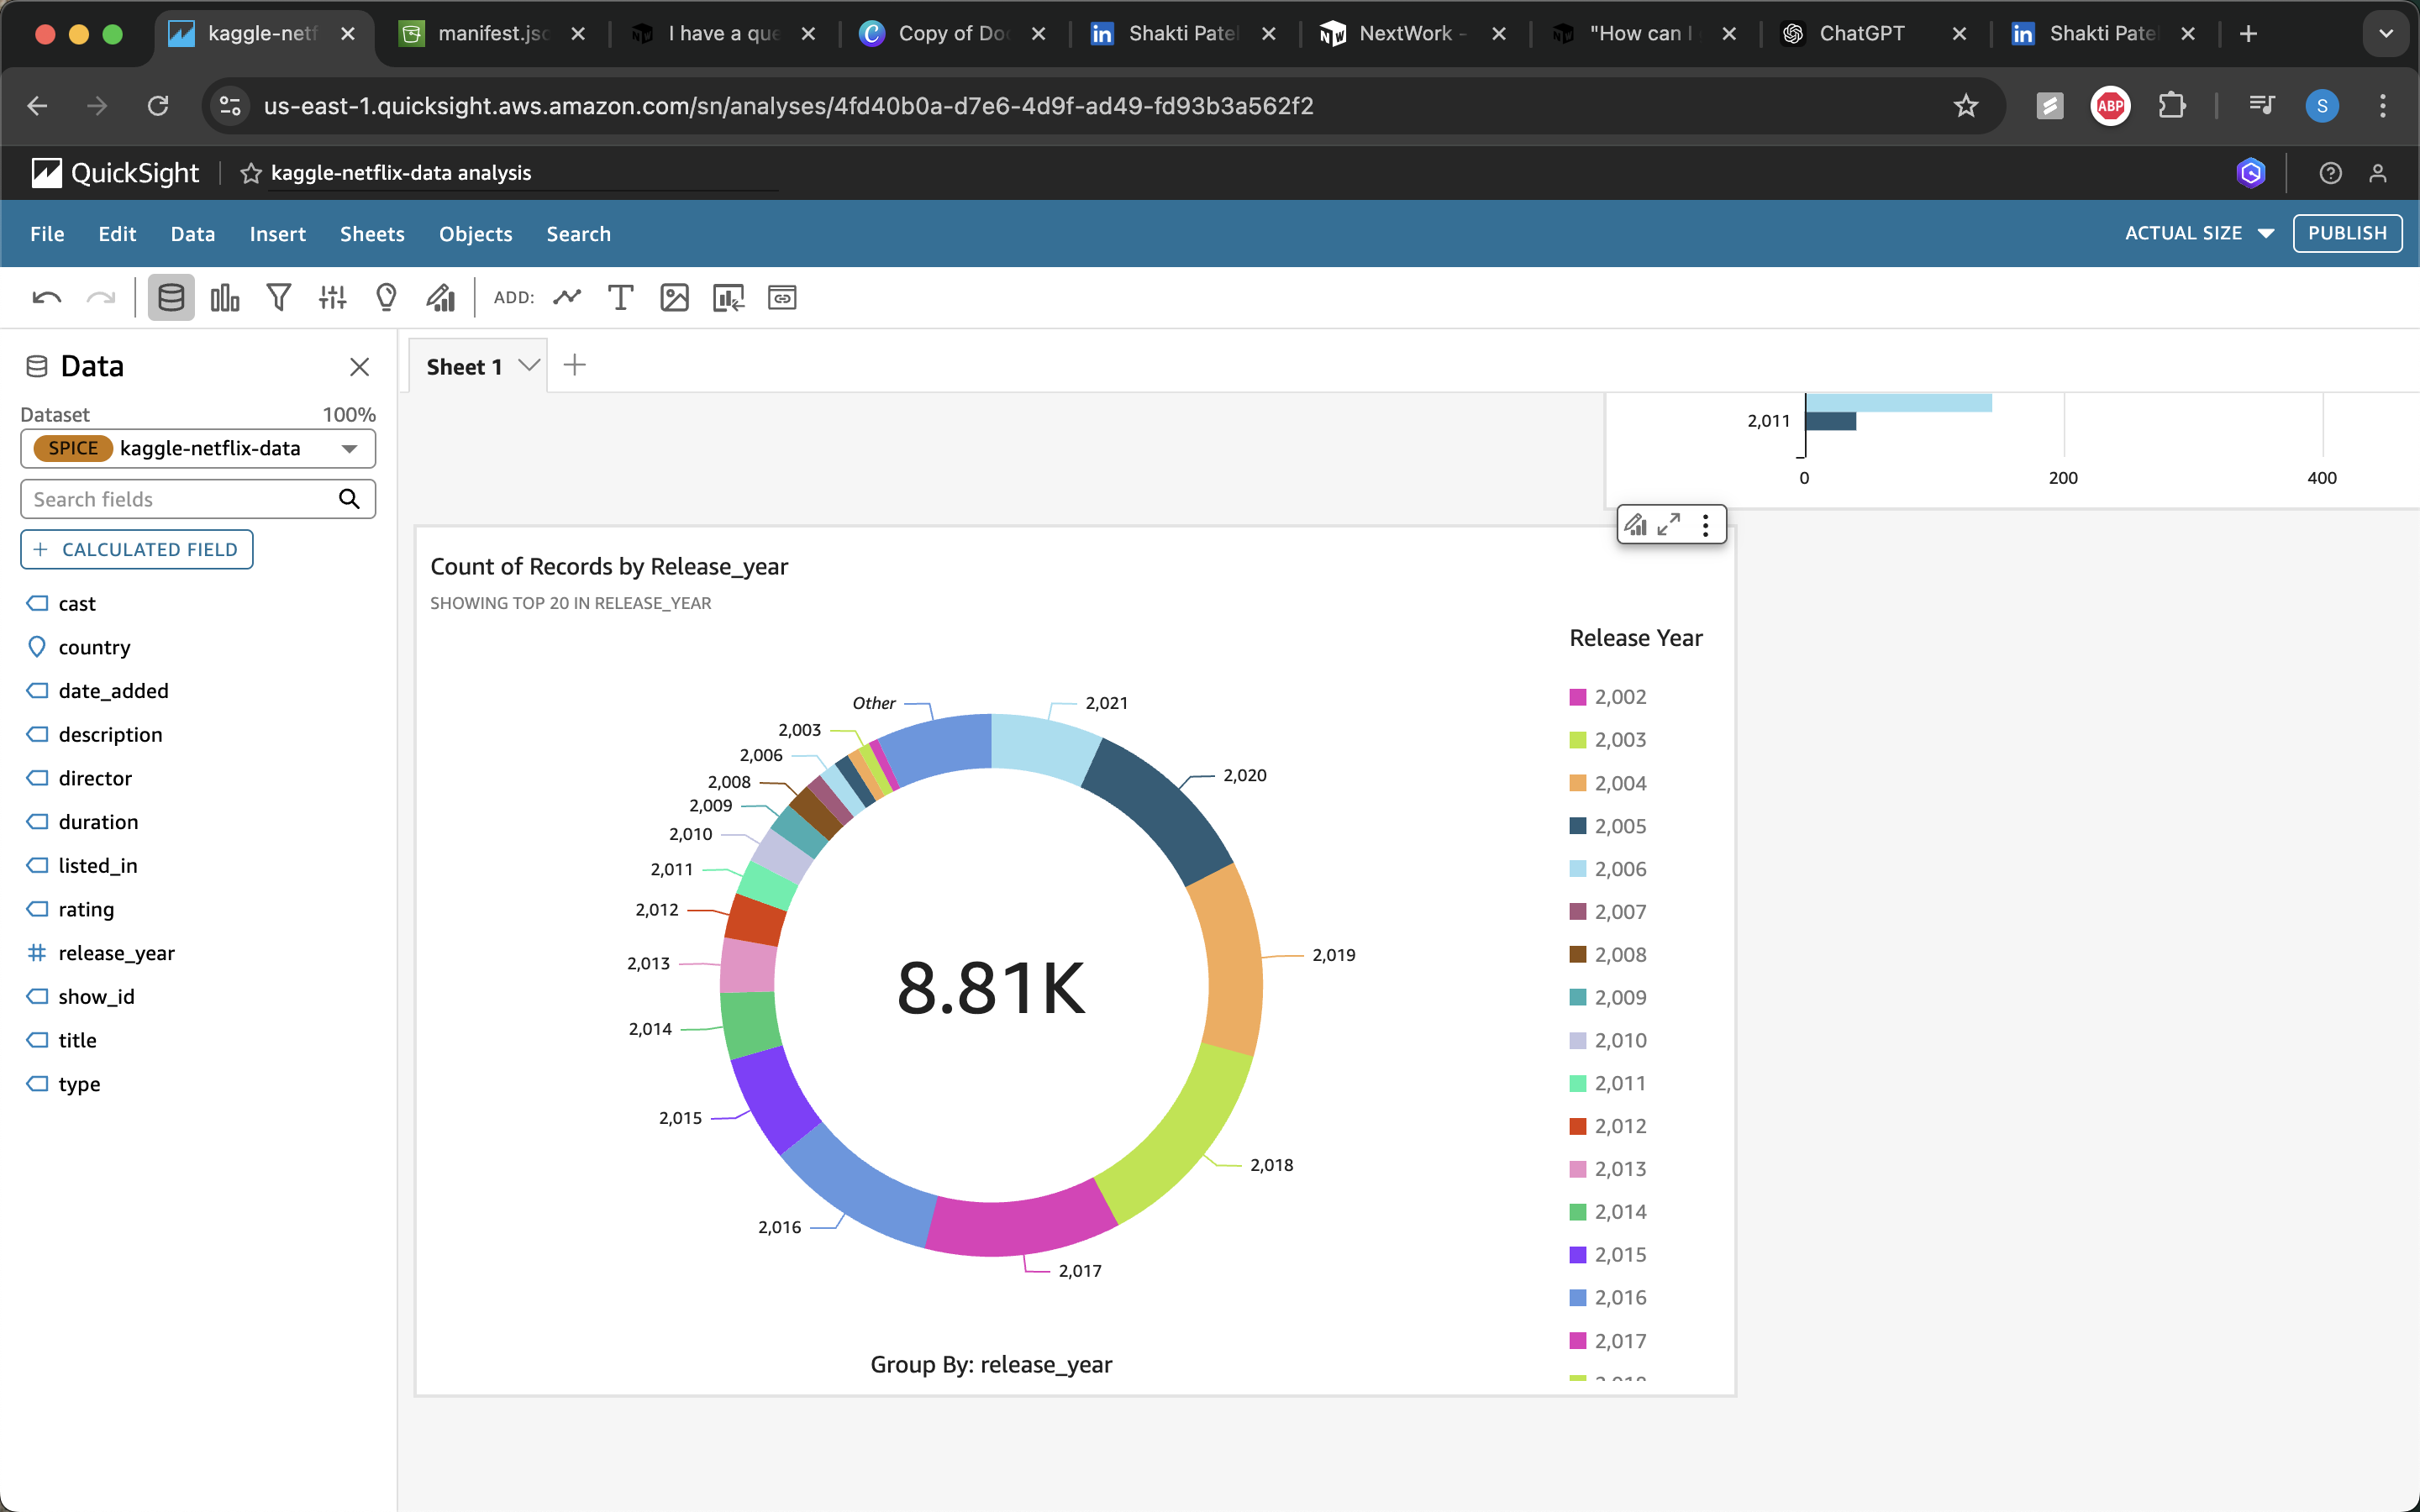 kaggle-netf
manifest.jsc
I have a que
Copy of Doc
Shakti Patel
NextWork -
"How can I
ChatGPT
Shakti Patel
us-east-1.quicksight.aws.amazon.com/sn/analyses/4fd40b0a-d7e6-4d9f-ad49-fd93b3a562f2
ABP
S
QuickSight
kaggle-netflix-data analysis
File Edit Data Insert Sheets Objects Search
ACTUAL SIZE
PUBLISH
ADD:
Data
Dataset 100%
SPICE kaggle-netflix-data
Search fields
+ CALCULATED FIELD
cast
country
date_added
description
director
duration
listed_in
rating
release_year
show_id
title
type
Sheet 1
2,011
0 200 400
Count of Records by Release_year
SHOWING TOP 20 IN RELEASE_YEAR
Other
2,021
2,003
2,006
2,020
2,008
2,009
2,010
2,011
2,012
2,019
2,013
8.81K
2,014
2,015
2,018
2,016
2,017
Group By: release_year
Release Year
2,002
2,003
2,004
2,005
2,006
2,007
2,008
2,009
2,010
2,011
2,012
2,013
2,014
2,015
2,016
2,017